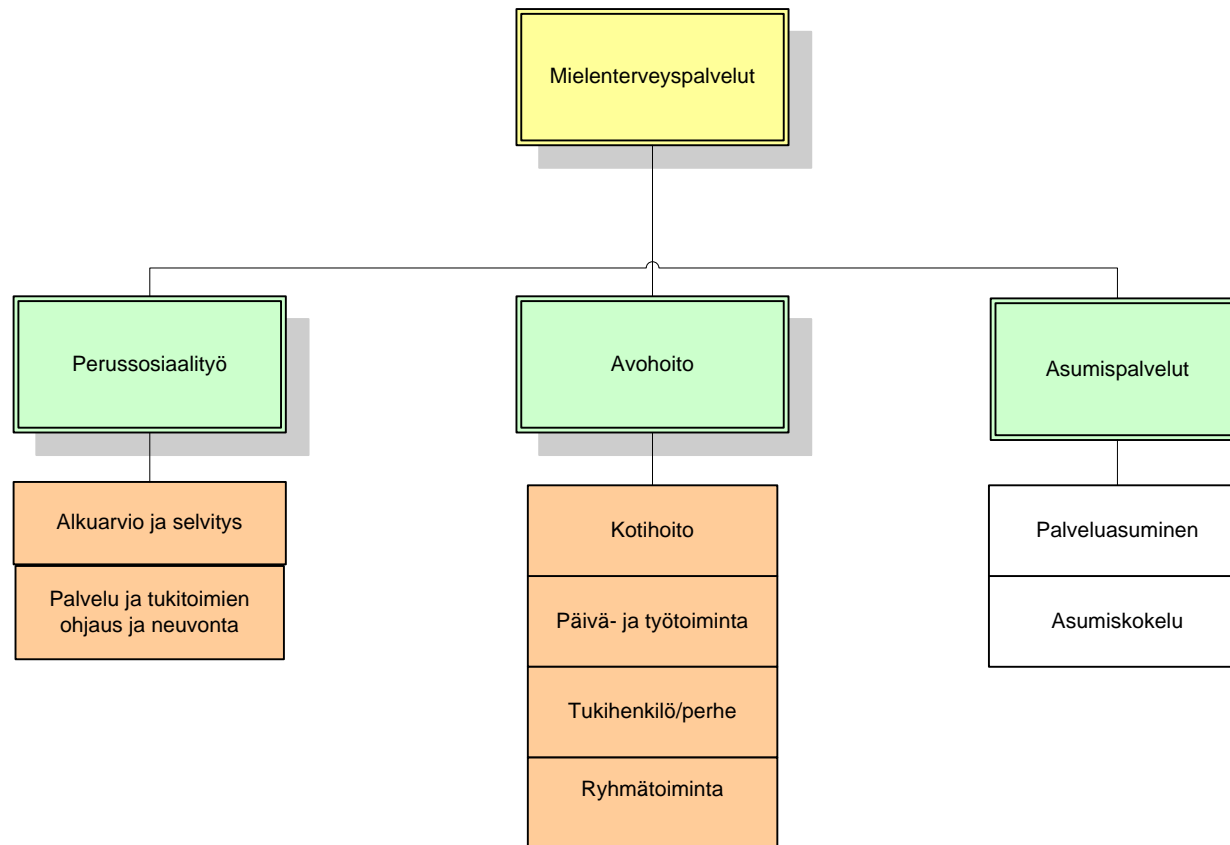 Mielenterveyspalvelut
Perussosiaalityö
Avohoito
Asumispalvelut
Alkuarvio ja selvitys
Palvelu ja tukitoimien
ohjaus ja neuvonta
Kotihoito
Päivä- ja työtoiminta
Tukihenkilö/perhe
Ryhmätoiminta
Palveluasuminen
Asumiskokelu